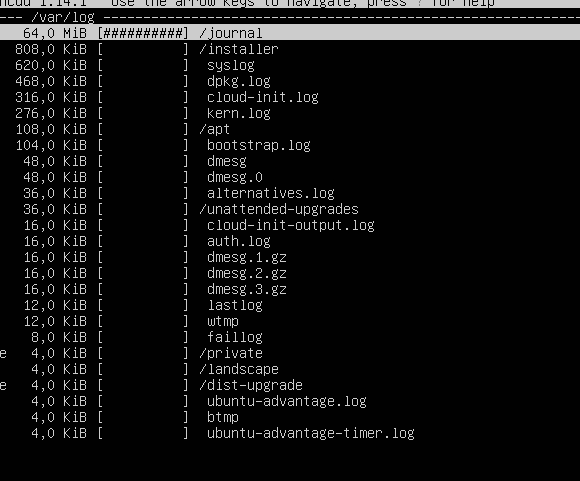 ncdu 1.14.1 Use the arrow keys to navigate, press ? for help
--- /var/log ---
64,0 MiB [##########] /journal
808,0 KiB [          ] /installer
620,0 KiB [          ] syslog
468,0 KiB [          ] dpkg.log
316,0 KiB [          ] cloud-init.log
276,0 KiB [          ] kern.log
108,0 KiB [          ] /apt
104,0 KiB [          ] bootstrap.log
48,0 KiB [          ] dmesg
48,0 KiB [          ] dmesg.0
36,0 KiB [          ] alternatives.log
36,0 KiB [          ] /unattended-upgrades
16,0 KiB [          ] cloud-init-output.log
16,0 KiB [          ] auth.log
16,0 KiB [          ] dmesg.1.gz
16,0 KiB [          ] dmesg.2.gz
16,0 KiB [          ] dmesg.3.gz
12,0 KiB [          ] lastlog
12,0 KiB [          ] wtmp
8,0 KiB [          ] faillog
e 4,0 KiB [          ] /private
4,0 KiB [          ] /landscape
e 4,0 KiB [          ] /dist-upgrade
4,0 KiB [          ] ubuntu-advantage.log
4,0 KiB [          ] btmp
4,0 KiB [          ] ubuntu-advantage-timer.log